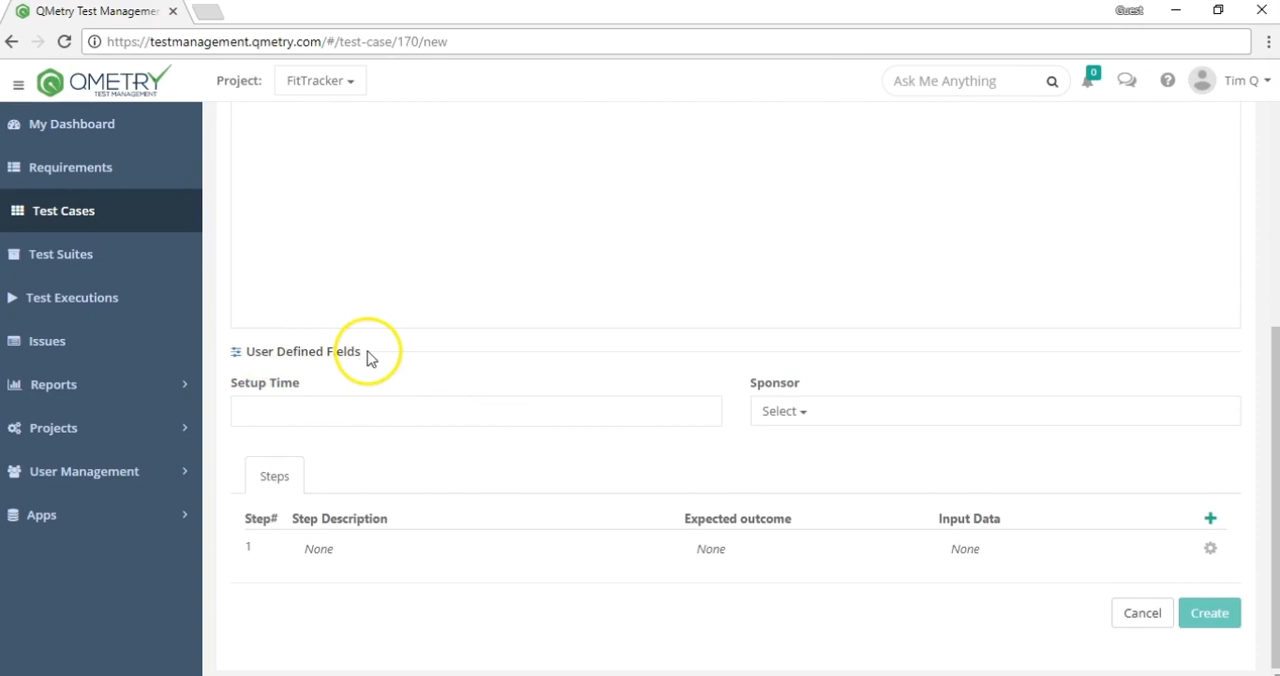 QMetry Test Managemen
Guest
https://testmanagement.qmetry.com/#/test-case/170/new
QMETRY
TEST MANAGEMENT
Project:
FitTracker
Ask Me Anything
0
Tim Q
My Dashboard
Requirements
Test Cases
Test Suites
Test Executions
Issues
Reports
Projects
User Management
Apps
User Defined Fields
Setup Time
Sponsor
Select
Steps
Step# Step Description Expected outcome Input Data
1 None None None
Cancel Create